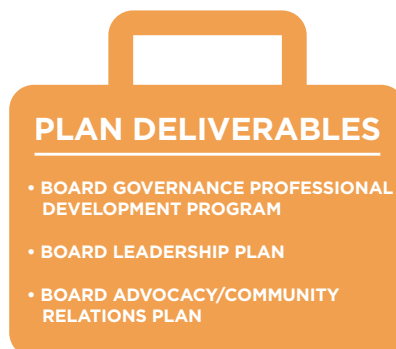 PLAN DELIVERABLES
• BOARD GOVERNANCE PROFESSIONAL
DEVELOPMENT PROGRAM
• BOARD LEADERSHIP PLAN
• BOARD ADVOCACY/COMMUNITY
RELATIONS PLAN